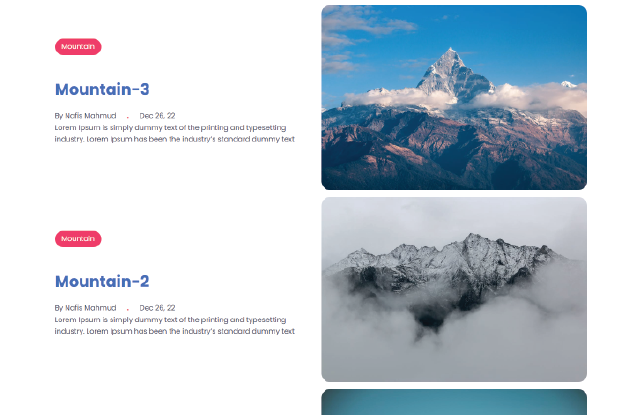 Mountain
Mountain-3
By Nafis Mahmud . Dec 26, 22
Lorem Ipsum is simply dummy text of the printing and typesetting
industry. Lorem Ipsum has been the industry's standard dummy text
Mountain
Mountain-2
By Nafis Mahmud . Dec 26, 22
Lorem Ipsum is simply dummy text of the printing and typesetting
industry. Lorem Ipsum has been the industry's standard dummy text